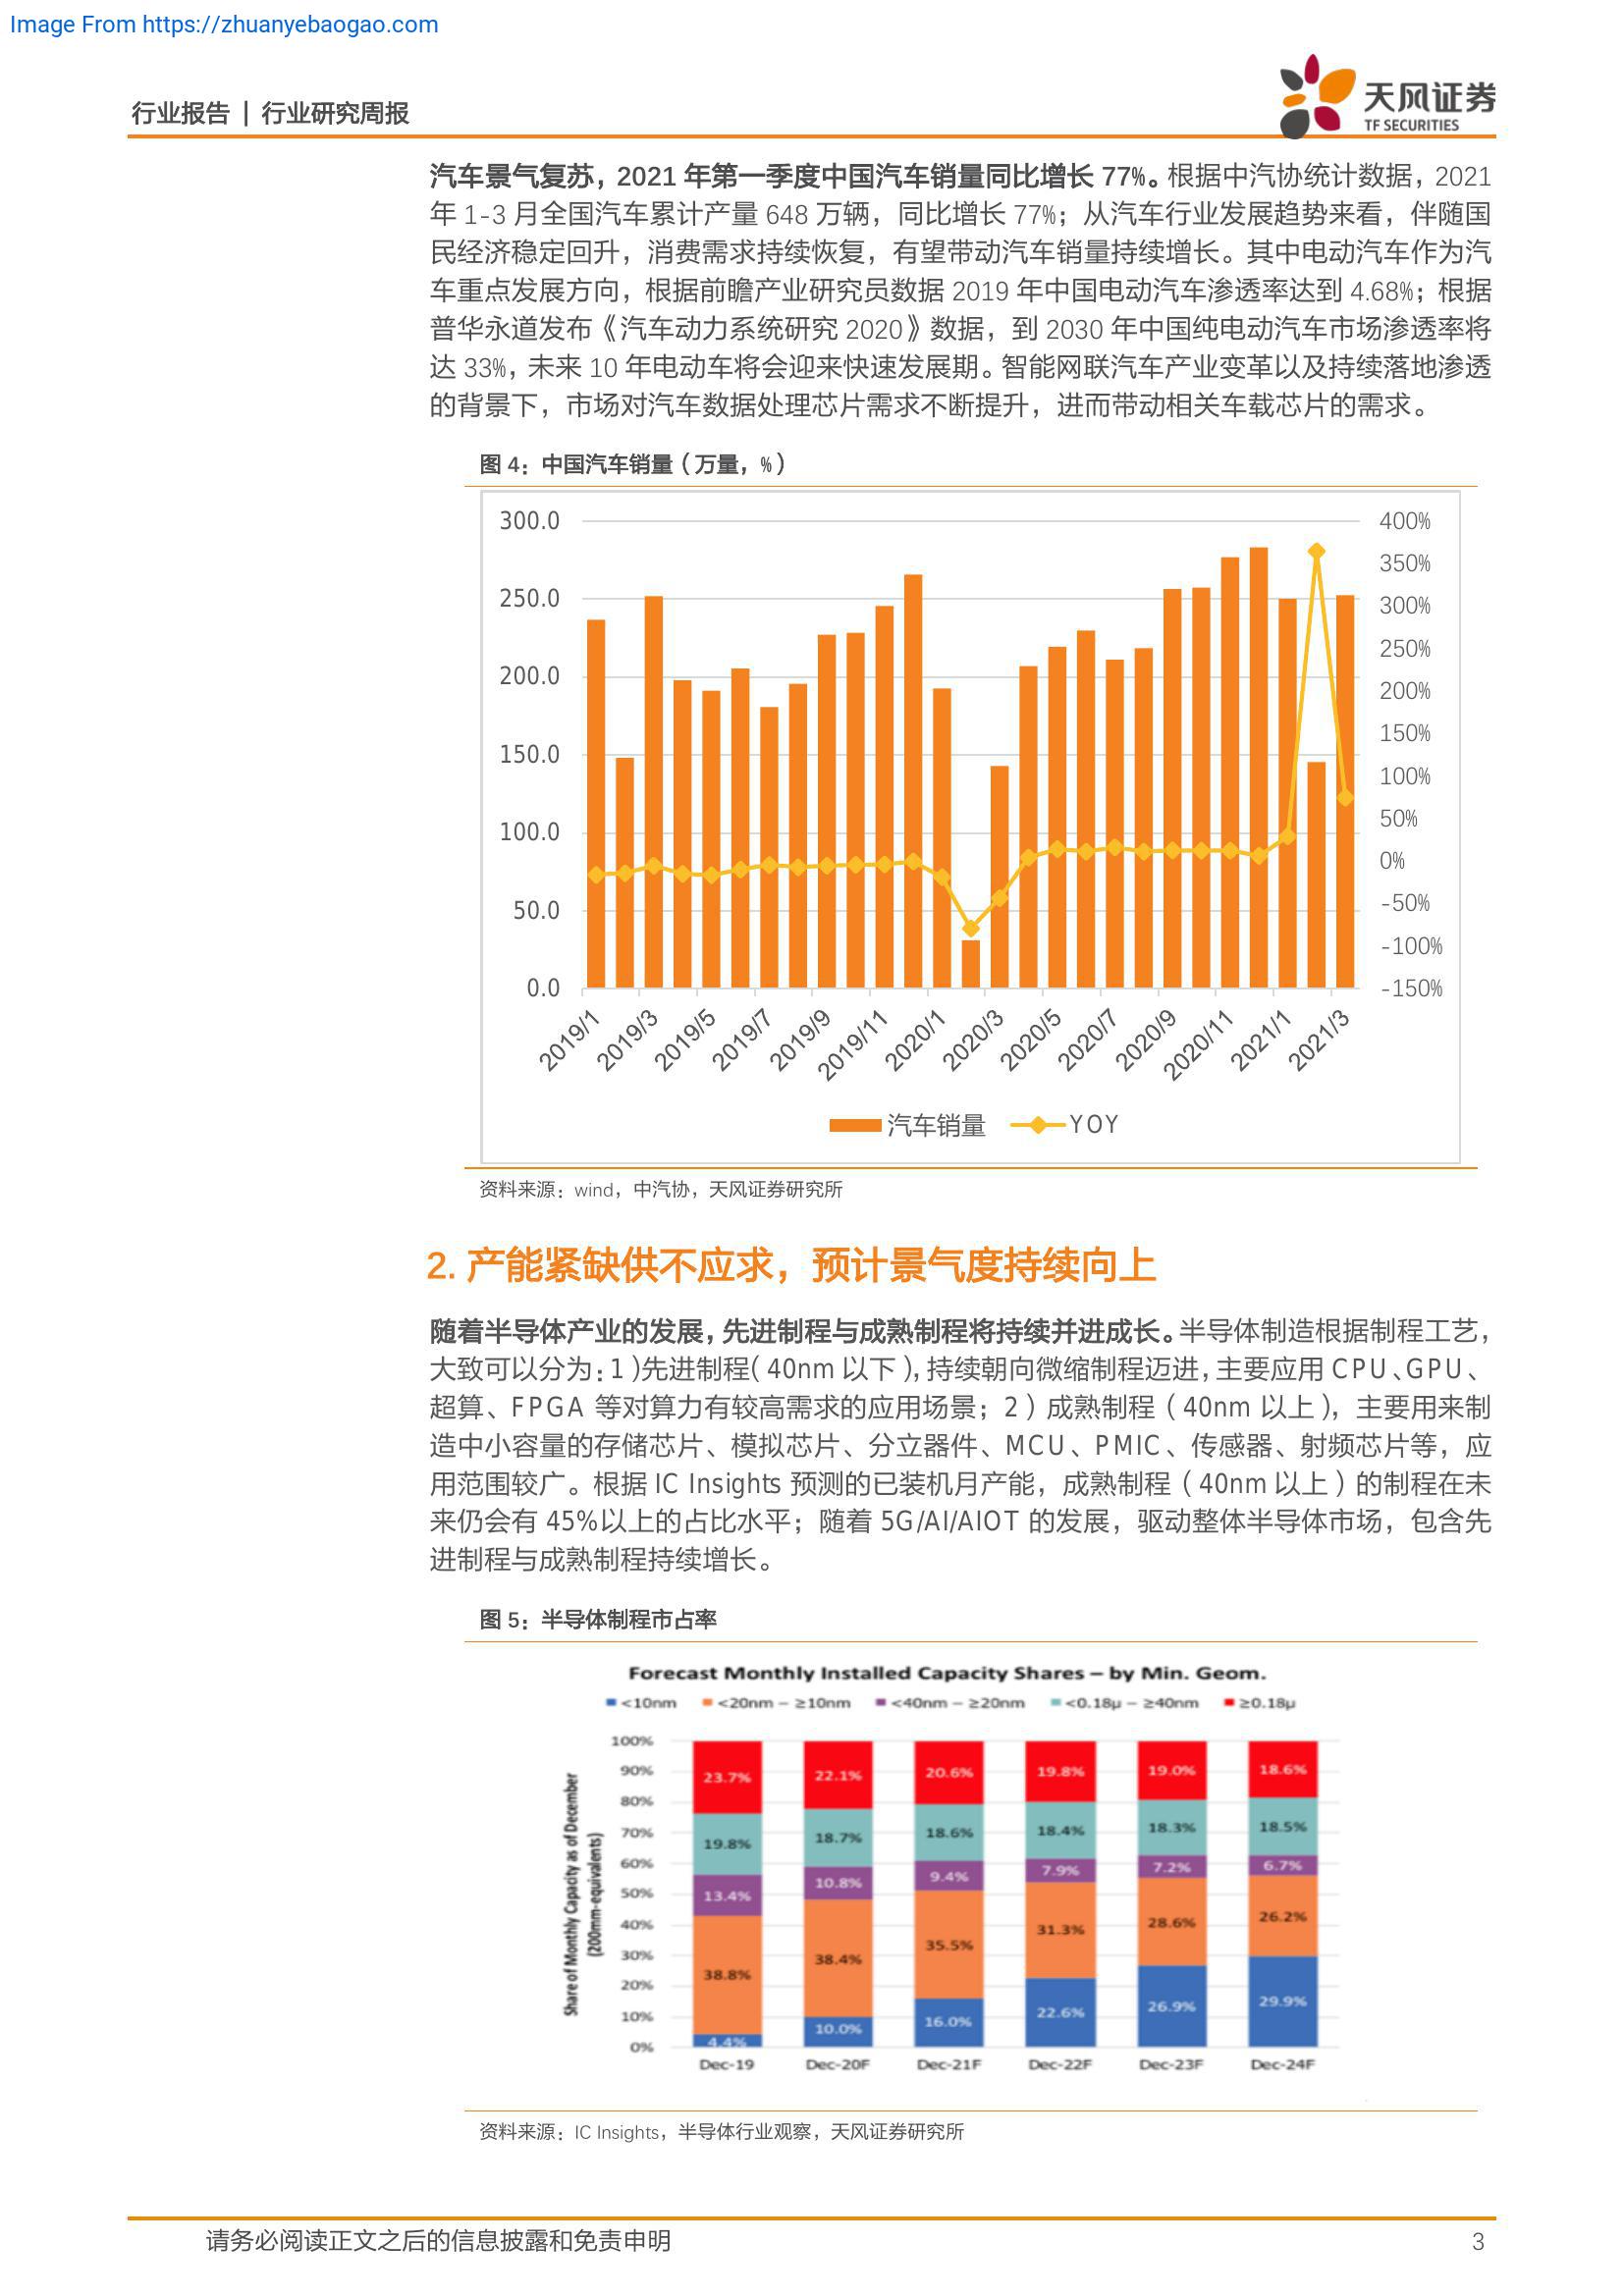 Image From https://zhuanyebaogao.com
行业报告 | 行业研究周报
天风证券
TF SECURITIES
汽车景气复苏，2021 年第一季度中国汽车销量同比增长 77%。根据中汽协统计数据，2021
年 1-3 月全国汽车累计产量 648 万辆，同比增长 77%；从汽车行业发展趋势来看，伴随国
民经济稳定回升，消费需求持续恢复，有望带动汽车销量持续增长。其中电动汽车作为汽
车重点发展方向，根据前瞻产业研究员数据 2019 年中国电动汽车渗透率达到 4.68%；根据
普华永道发布《汽车动力系统研究 2020》数据，到 2030 年中国纯电动汽车市场渗透率将
达 33%，未来 10 年电动车将会迎来快速发展期。智能网联汽车产业变革以及持续落地渗透
的背景下，市场对汽车数据处理芯片需求不断提升，进而带动相关车载芯片的需求。
图 4：中国汽车销量（万量，%）
300.0
250.0
200.0
150.0
100.0
50.0
0.0
400%
350%
300%
250%
200%
150%
100%
50%
0%
-50%
-100%
-150%
2019/1
2019/3
2019/5
2019/7
2019/9
2019/11
2020/1
2020/3
2020/5
2020/7
2020/9
2020/11
2021/1
2021/3
汽车销量 YOY
资料来源：wind，中汽协，天风证券研究所
2. 产能紧缺供不应求，预计景气度持续向上
随着半导体产业的发展，先进制程与成熟制程将持续并进成长。半导体制造根据制程工艺，
大致可以分为：1）先进制程（40nm 以下），持续朝向微缩制程迈进，主要应用 CPU、GPU、
超算、FPGA 等对算力有较高需求的应用场景；2）成熟制程（40nm 以上），主要用来制
造中小容量的存储芯片、模拟芯片、分立器件、MCU、PMIC、传感器、射频芯片等，应
用范围较广。根据 IC Insights 预测的已装机月产能，成熟制程（40nm 以上）的制程在未
来仍会有 45%以上的占比水平；随着 5G/AI/AIOT 的发展，驱动整体半导体市场，包含先
进制程与成熟制程持续增长。
图 5：半导体制程市占率
Forecast Monthly Installed Capacity Shares – by Min. Geom.
<10nm <20nm – ≥10nm <40nm – ≥20nm <0.18µ – ≥40nm ≥0.18µ
Share of Monthly Capacity as of December
(200mm-equivalents)
100%
90%
80%
70%
60%
50%
40%
30%
20%
10%
0%
23.7% 22.1% 20.6% 19.8% 19.0% 18.6%
19.8% 18.7% 18.6% 18.4% 18.3% 18.5%
13.4% 10.8% 9.4% 7.9% 7.2% 6.7%
38.8% 38.4% 35.5% 31.3% 28.6% 26.2%
4.4% 10.0% 16.0% 22.6% 26.9% 29.9%
Dec-19 Dec-20F Dec-21F Dec-22F Dec-23F Dec-24F
资料来源：IC Insights，半导体行业观察，天风证券研究所
请务必阅读正文之后的信息披露和免责申明
3